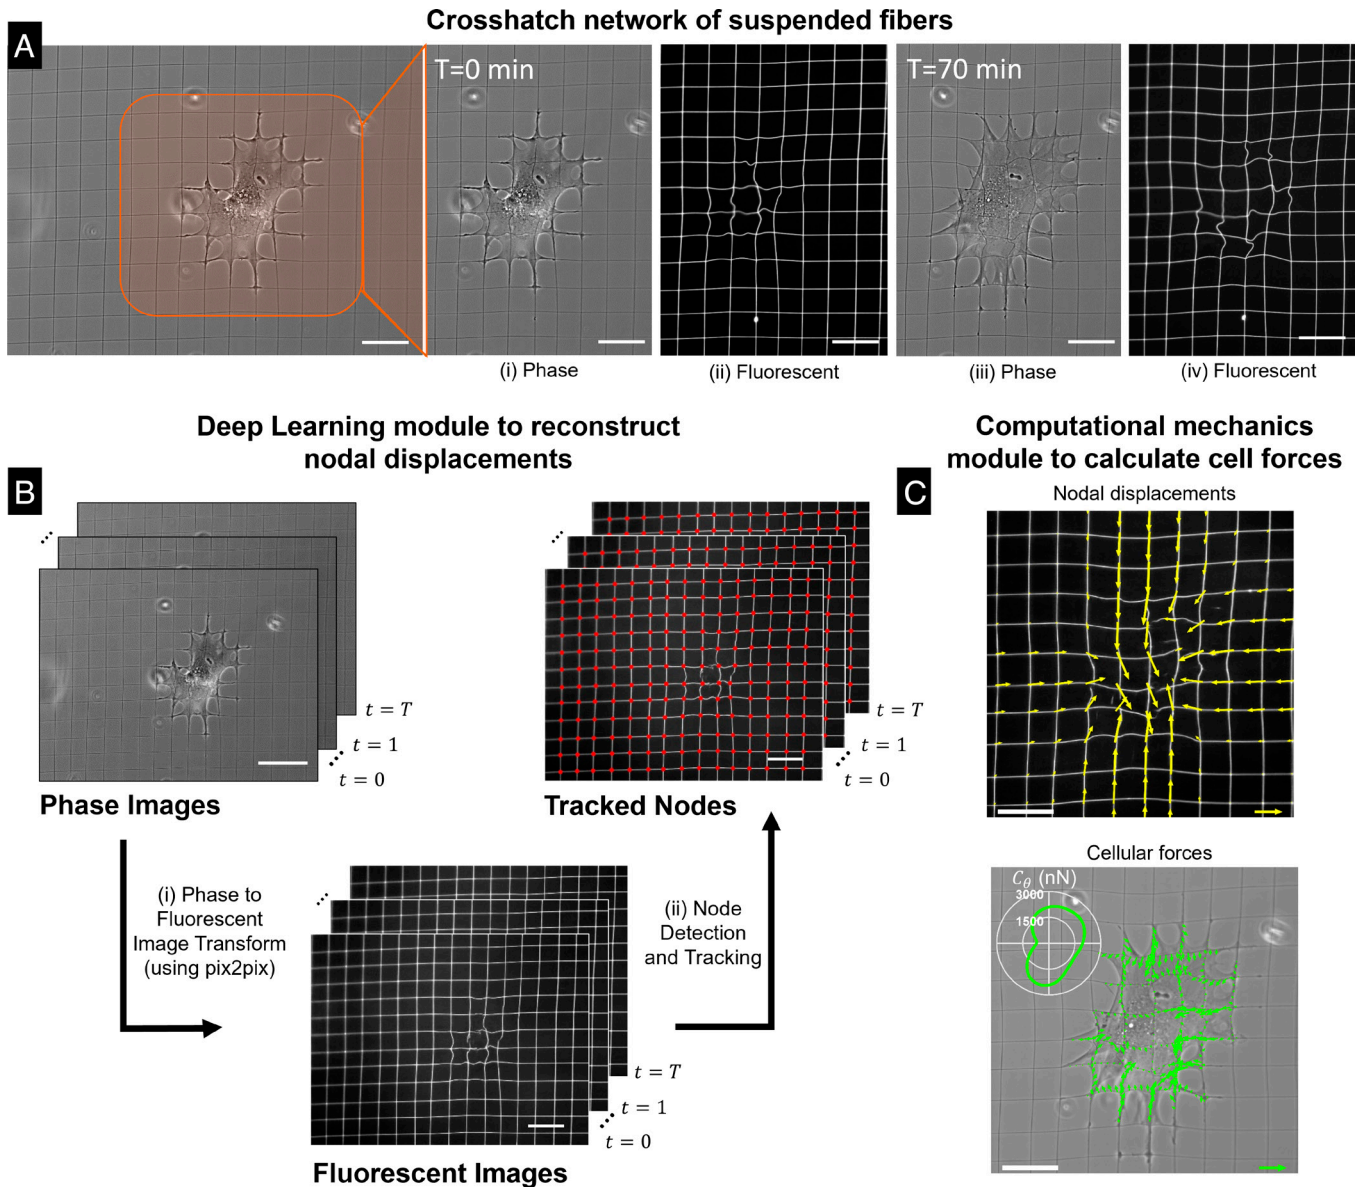 Crosshatch network of suspended fibers
A
T=0 min
T=70 min
(i) Phase
(ii) Fluorescent
(iii) Phase
(iv) Fluorescent
Deep Learning module to reconstruct
nodal displacements
B
t = T
t = 1
t = 0
Phase Images
t = T
t = 1
t = 0
Tracked Nodes
(i) Phase to
Fluorescent
Image Transform
(using pix2pix)
(ii) Node
Detection
and Tracking
t = T
t = 1
t = 0
Fluorescent Images
Computational mechanics
module to calculate cell forces
C
Nodal displacements
Cellular forces
C_θ (nN)
3000
1500